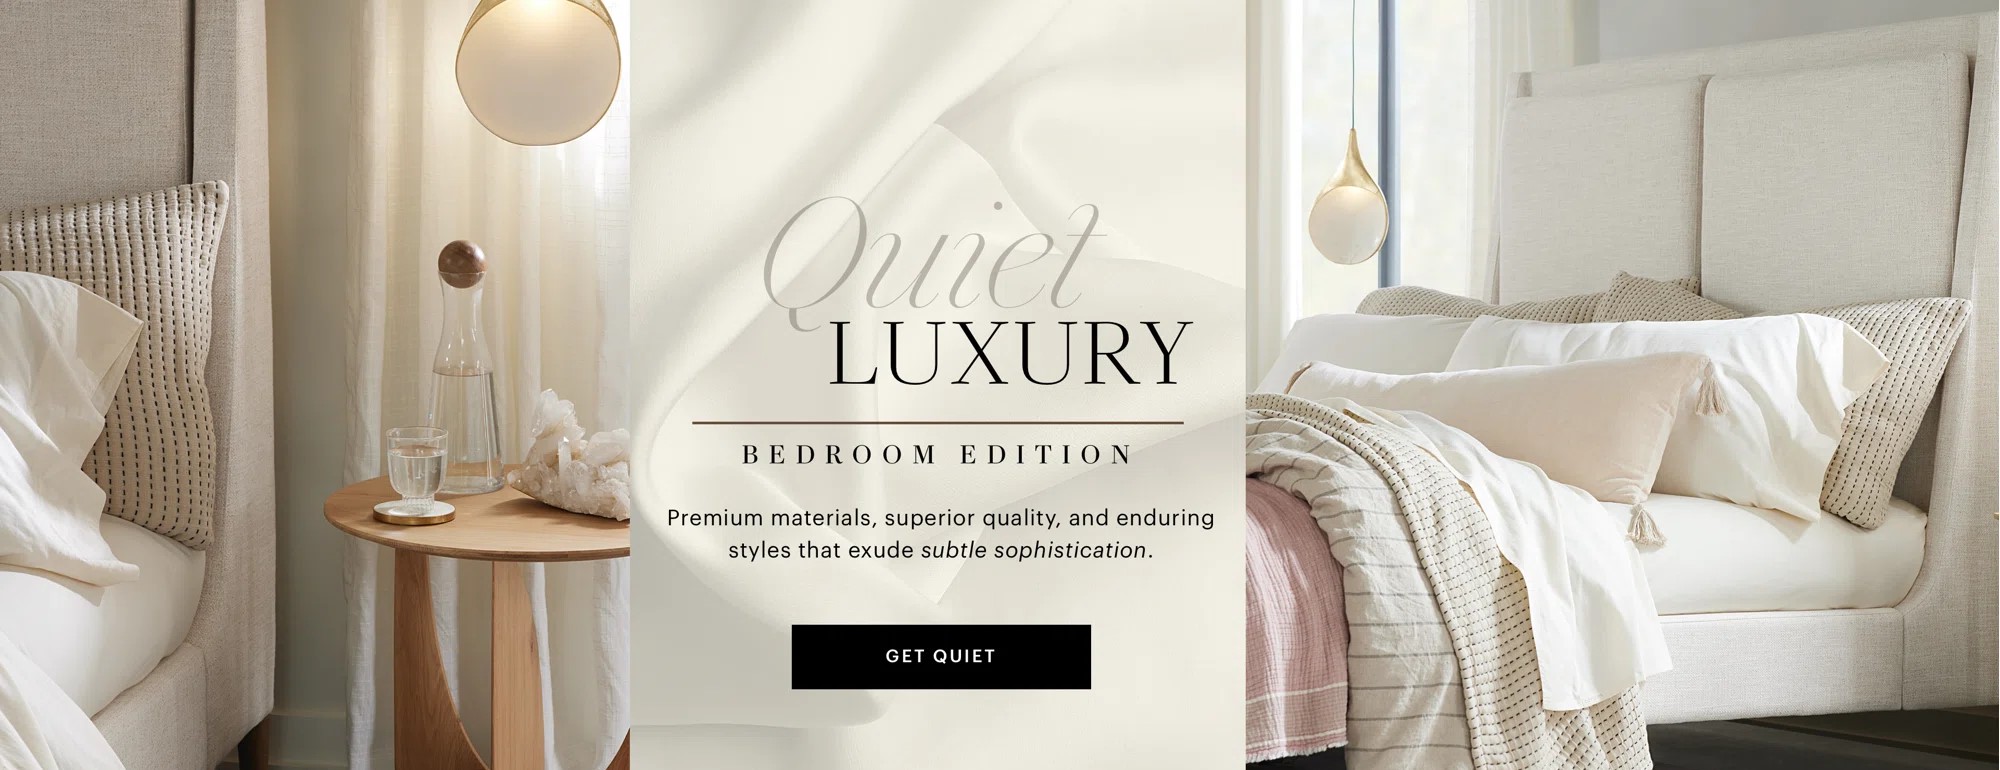 Quiet
LUXURY
BEDROOM EDITION
Premium materials, superior quality, and enduring
styles that exude subtle sophistication.
GET QUIET